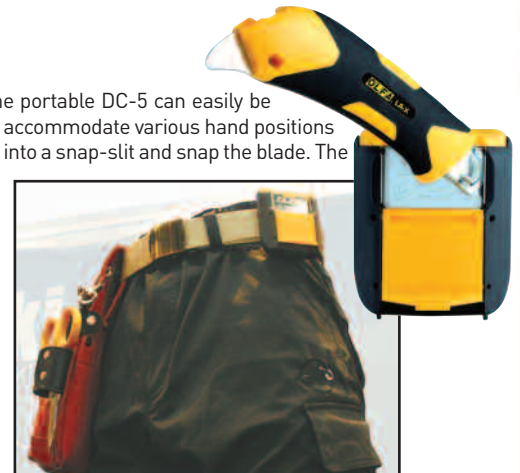 ne portable DC-5 can easily be
accommodate various hand positions
into a snap-slit and snap the blade. The
OLFA